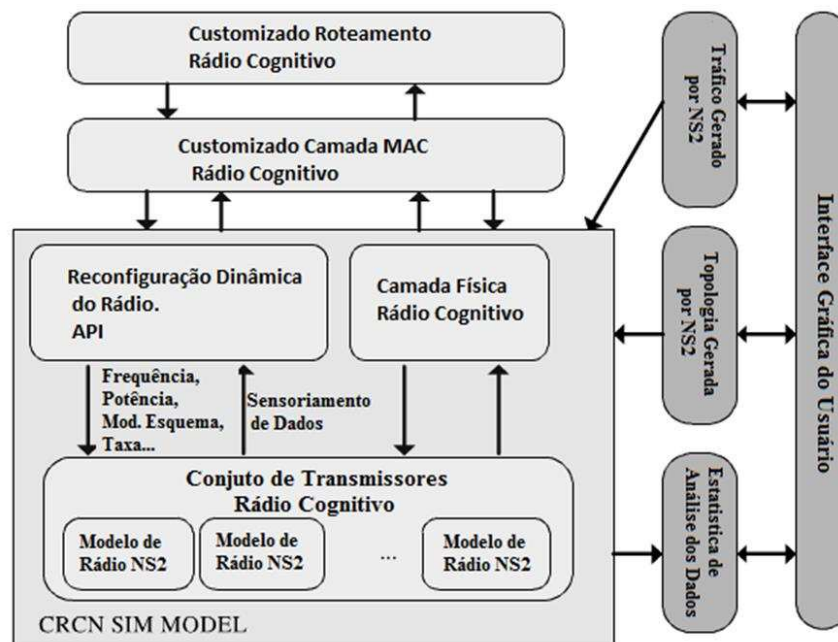 Customizado Roteamento
Rádio Cognitivo
Customizado Camada MAC
Rádio Cognitivo
Reconfiguração Dinâmica
do Rádio.
API
Camada Física
Rádio Cognitivo
Frequência,
Potência,
Mod. Esquema,
Taxa...
Sensoriamento
de Dados
Conjuto de Transmissores
Rádio Cognitivo
Modelo de
Rádio NS2
Modelo de
Rádio NS2
...
Modelo de
Rádio NS2
CRCN SIM MODEL
Tráfico Gerado
por NS2
Topologia Gerada
por NS2
Estatistica de
Análise dos Dados
Interface Gráfica do Usuário